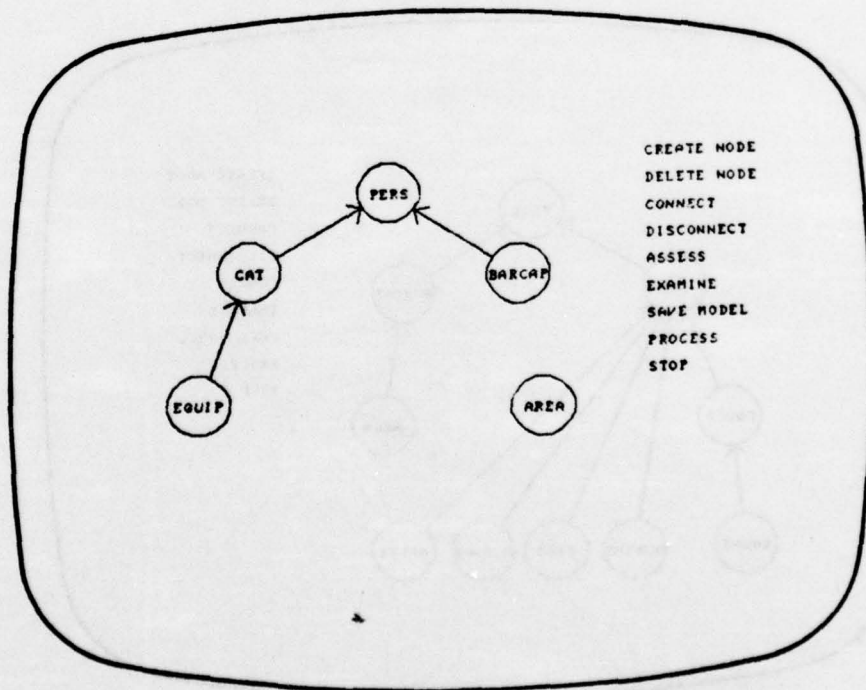 PERS
CAT
BARCAP
EQUIP
AREA
CREATE NODE
DELETE NODE
CONNECT
DISCONNECT
ASSESS
EXAMINE
SAVE MODEL
PROCESS
STOP